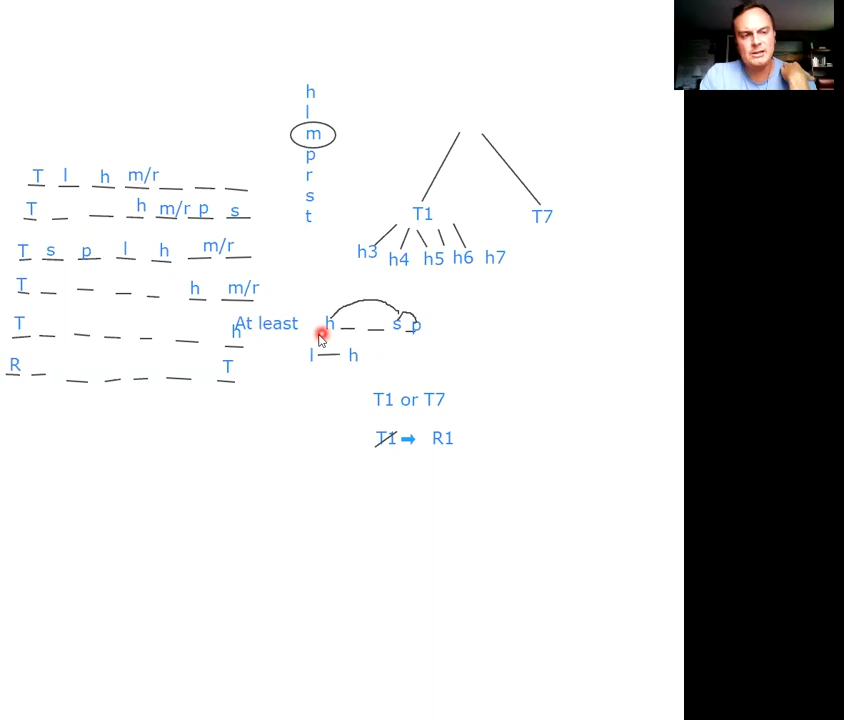 h
l
m
p
r
s
t
T l h m/r
T h m/r p s
T s p l h m/r
T h m/r
T h
R T
T1 T7
h3 h4 h5 h6 h7
At least h s p
l h
T1 or T7
T1 ➡ R1